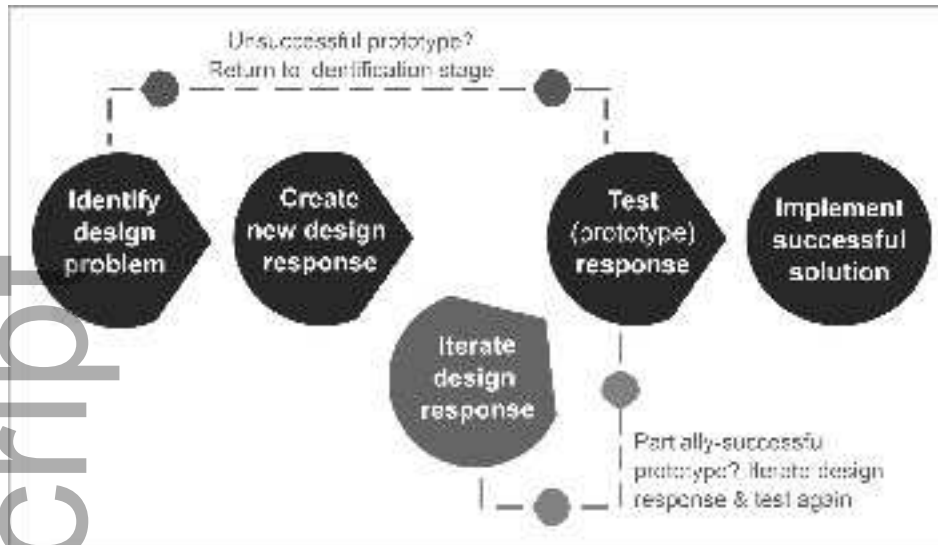 Unsuccessful prototype?
Return to identification stage
Identify
design
problem
Create
new design
response
Test
(prototype)
response
Implement
successful
solution
Iterate
design
response
Partially-successful
prototype? Iterate design
response & test again
cript